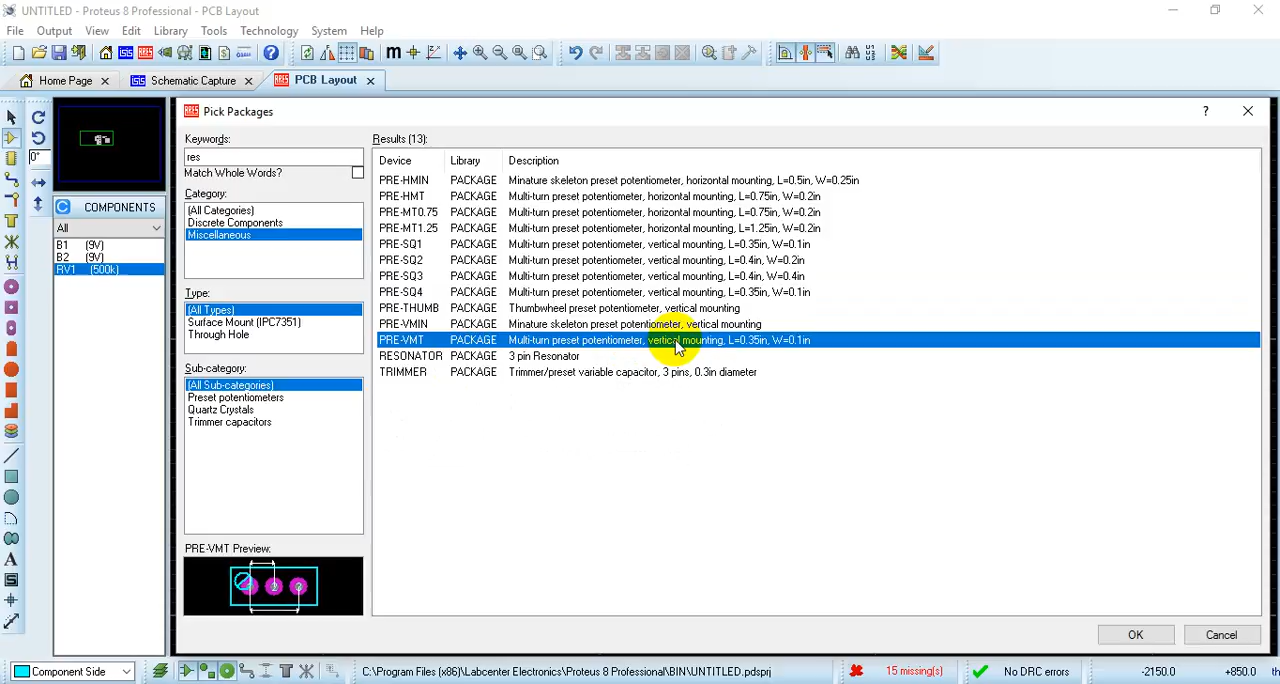 UNTITLED - Proteus 8 Professional - PCB Layout
File Output View Edit Library Tools Technology System Help
Home Page Schematic Capture PCB Layout
Pick Packages
Keywords:
res
Match Whole Words?
Category:
(All Categories)
Discrete Components
Miscellaneous
Type:
(All Types)
Surface Mount (IPC7351)
Through Hole
Sub-category:
(All Sub-categories)
Preset potentiometers
Quartz Crystals
Trimmer capacitors
PRE-VMT Preview:
1 2 3
Results (13):
Device Library Description
PRE-HMIN PACKAGE Minature skeleton preset potentiometer, horizontal mounting, L=0.5in, W=0.25in
PRE-HMT PACKAGE Multi-turn preset potentiometer, horizontal mounting, L=0.75in, W=0.2in
PRE-MT0.75 PACKAGE Multi-turn preset potentiometer, horizontal mounting, L=0.75in, W=0.2in
PRE-MT1.25 PACKAGE Multi-turn preset potentiometer, horizontal mounting, L=1.25in, W=0.2in
PRE-SQ1 PACKAGE Multi-turn preset potentiometer, vertical mounting, L=0.35in, W=0.1in
PRE-SQ2 PACKAGE Multi-turn preset potentiometer, vertical mounting, L=0.4in, W=0.2in
PRE-SQ3 PACKAGE Multi-turn preset potentiometer, vertical mounting, L=0.4in, W=0.4in
PRE-SQ4 PACKAGE Multi-turn preset potentiometer, vertical mounting, L=0.35in, W=0.1in
PRE-THUMB PACKAGE Thumbwheel preset potentiometer, vertical mounting
PRE-VMIN PACKAGE Minature skeleton preset potentiometer, vertical mounting
PRE-VMT PACKAGE Multi-turn preset potentiometer, vertical mounting, L=0.35in, W=0.1in
RESONATOR PACKAGE 3 pin Resonator
TRIMMER PACKAGE Trimmer/preset variable capacitor, 3 pins, 0.3in diameter
OK Cancel
0°
COMPONENTS
All
B1 (9V)
B2 (9V)
RV1 (500k)
Component Side
C:\Program Files (x86)\Labcenter Electronics\Proteus 8 Professional\BIN\UNTITLED.pdsprj
15 missing(s)
No DRC errors
-2150.0 +850.0 th